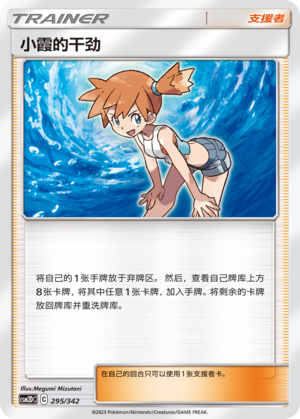 TRAINER
支援者
小霞的干劲
将自己的1张手牌放于弃牌区。然后，查看自己牌库上方
8张卡牌，将其中任意1张卡牌，加入手牌。将剩余的卡牌
放回牌库并重洗牌库。
Illus.Megumi Mizutani
CSM2DC C 295/342
在自己的回合只可以使用1张支援者卡。
©2023 Pokémon/Nintendo/Creatures/GAME FREAK.